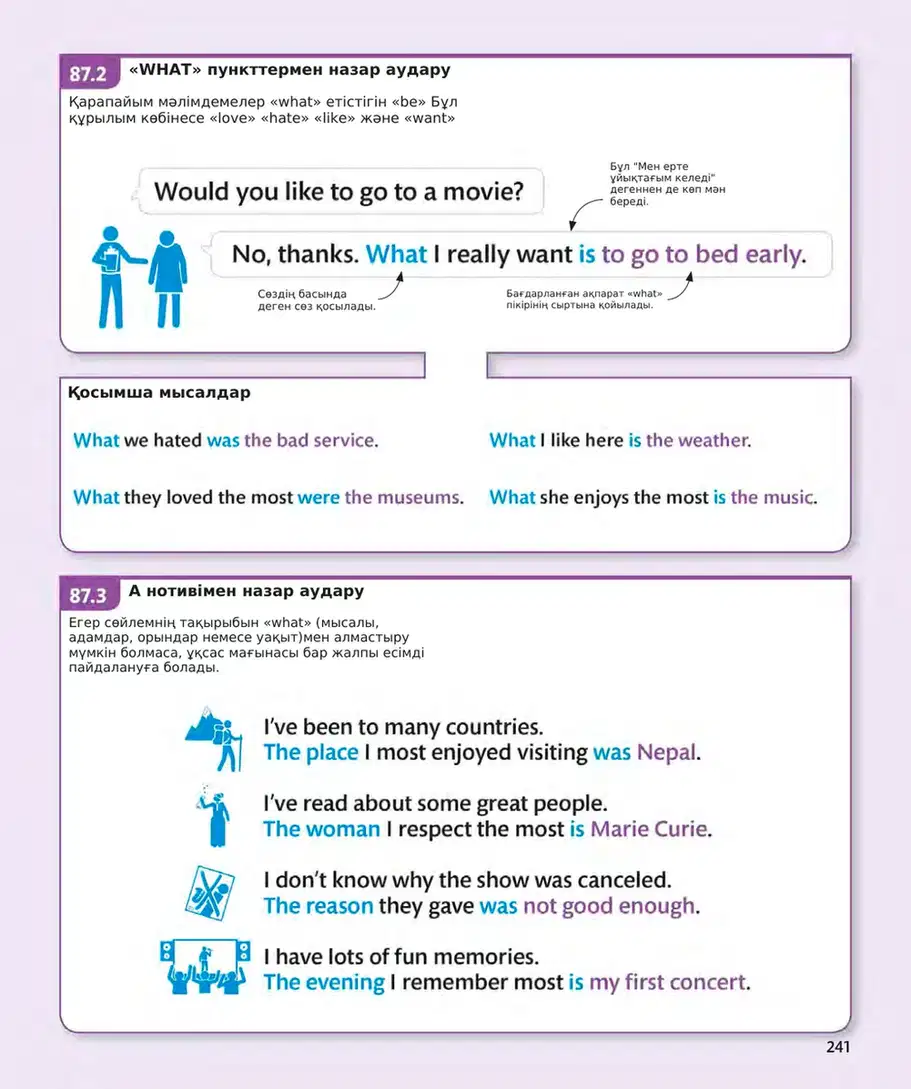 87.2 «WHAT» пункттермен назар аудару
Қарапайым мәлімдемелер «what» етістігін «be» Бұл
құрылым көбінесе «love» «hate» «like» және «want»
Would you like to go to a movie?
Бұл "Мен ерте
ұйықтағым келеді"
дегеннен де көп мән
береді.
No, thanks. What I really want is to go to bed early.
Сөздің басында
деген сөз қосылады.
Бағдарланған ақпарат «what»
пікірінің сыртына қойылады.
Қосымша мысалдар
What we hated was the bad service.
What I like here is the weather.
What they loved the most were the museums.
What she enjoys the most is the music.
87.3 А нотивімен назар аудару
Егер сөйлемнің тақырыбын «what» (мысалы,
адамдар, орындар немесе уақыт)мен алмастыру
мүмкін болмаса, ұқсас мағынасы бар жалпы есімді
пайдалануға болады.
I've been to many countries.
The place I most enjoyed visiting was Nepal.
I've read about some great people.
The woman I respect the most is Marie Curie.
I don't know why the show was canceled.
The reason they gave was not good enough.
I have lots of fun memories.
The evening I remember most is my first concert.
241